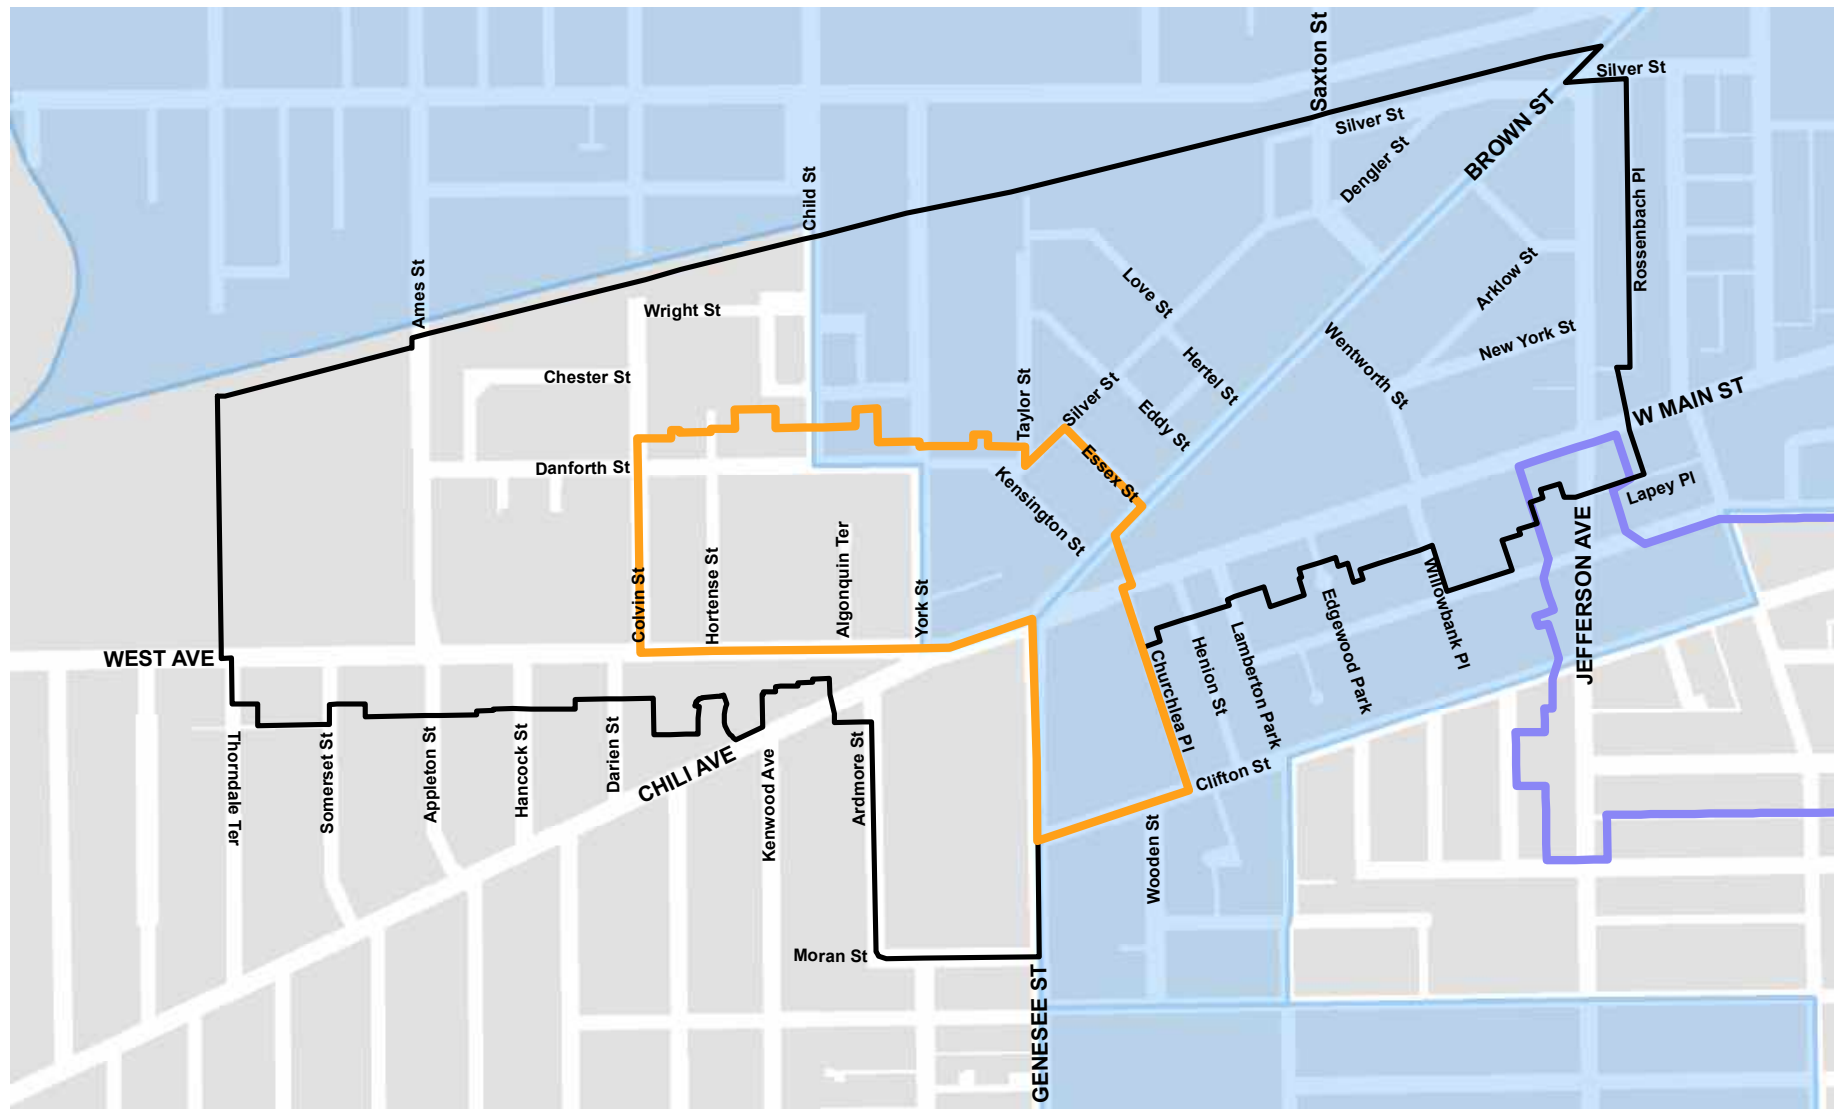 Saxton St
Silver St
Silver St
BROWN ST
Dengler St
Child St
Rossenbach Pl
Ames St
Love St
Arklow St
Wright St
Wentworth St
New York St
Hertel St
Chester St
Taylor St
Silver St
Eddy St
W MAIN ST
Danforth St
Essex St
Kensington St
Lapey Pl
Colvin St
Hortense St
Algonquin Ter
York St
JEFFERSON AVE
Willowbank Pl
Edgewood Park
Lamberton Park
Henion St
Churchlea Pl
WEST AVE
Thorndale Ter
Somerset St
Appleton St
Hancock St
Darien St
CHILI AVE
Kenwood Ave
Ardmore St
Clifton St
Wooden St
Moran St
GENESEE ST